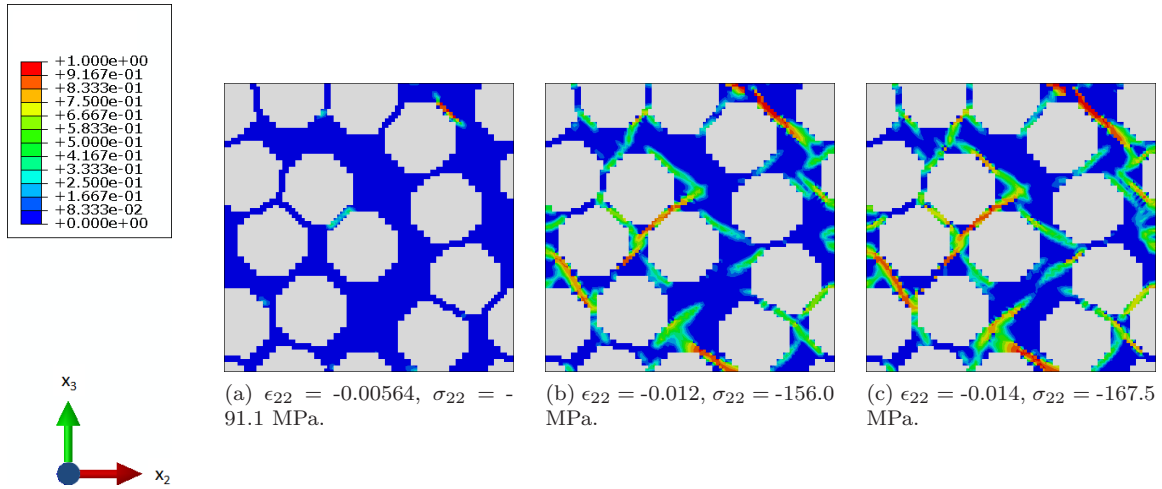 +1.000e+00
+9.167e-01
+8.333e-01
+7.500e-01
+6.667e-01
+5.833e-01
+5.000e-01
+4.167e-01
+3.333e-01
+2.500e-01
+1.667e-01
+8.333e-02
+0.000e+00
(a) ϵ₂₂ = -0.00564, σ₂₂ = -
91.1 MPa.
(b) ϵ₂₂ = -0.012, σ₂₂ = -156.0
MPa.
(c) ϵ₂₂ = -0.014, σ₂₂ = -167.5
MPa.
x₃
x₂